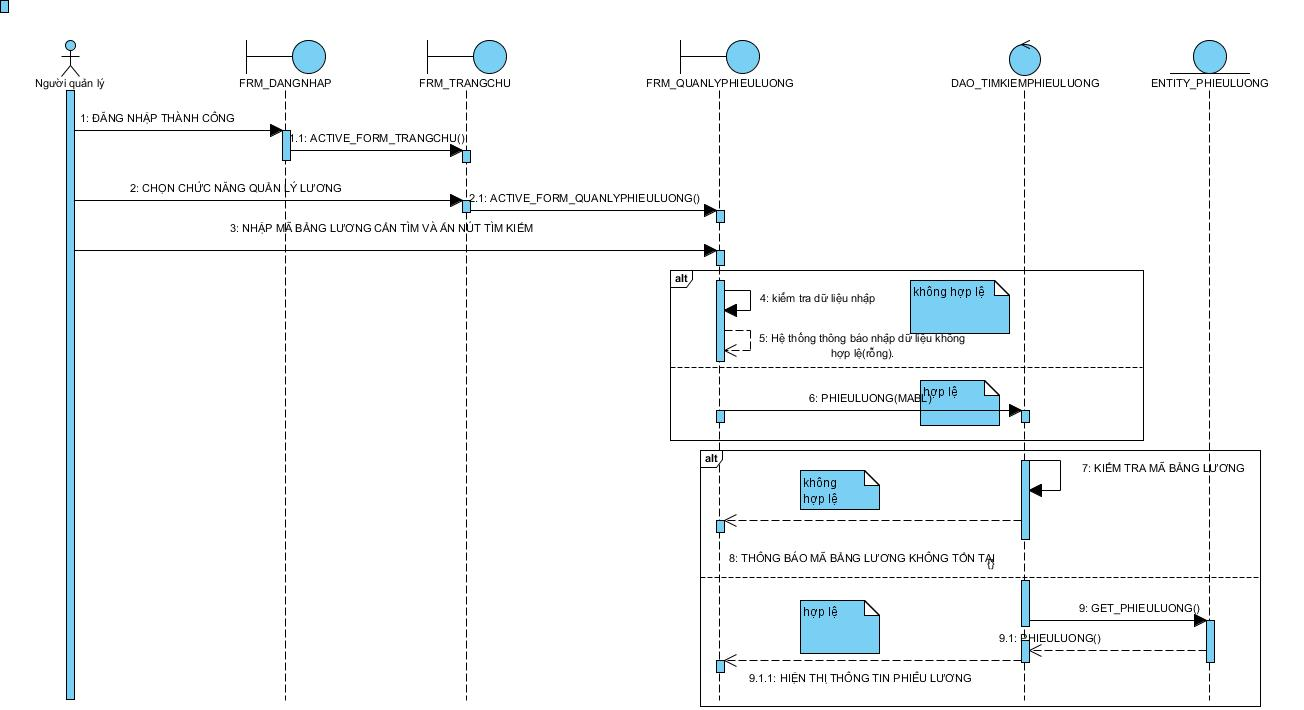 Người quản lý
FRM_DANGNHAP
FRM_TRANGCHU
FRM_QUANLYPHIEULUONG
DAO_TIMKIEMPHIEULUONG
ENTITY_PHIEULUONG
1: ĐĂNG NHẬP THÀNH CÔNG
1.1: ACTIVE_FORM_TRANGCHU()
2: CHỌN CHỨC NĂNG QUẢN LÝ LƯƠNG
2.1: ACTIVE_FORM_QUANLYPHIEULUONG()
3: NHẬP MÃ BẢNG LƯƠNG CẦN TÌM VÀ ẤN NÚT TÌM KIẾM
alt
không hợp lệ
4: kiểm tra dữ liệu nhập
5: Hệ thống thông báo nhập dữ liệu không
hợp lệ(rỗng).
hợp lệ
6: PHIEULUONG(MABL)
alt
7: KIỂM TRA MÃ BẢNG LƯƠNG
không
hợp lệ
8: THÔNG BÁO MÃ BẢNG LƯƠNG KHÔNG TỒN TẠI
()
hợp lệ
9: GET_PHIEULUONG()
9.1: PHIEULUONG()
9.1.1: HIỆN THỊ THÔNG TIN PHIẾU LƯƠNG